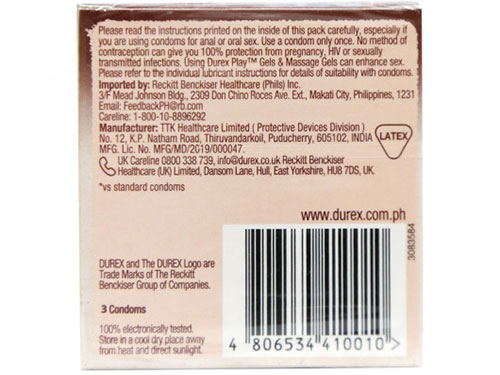 Please read the instructions printed on the inside of this pack carefully, especially if
you are using condoms for anal or oral sex. Use a condom only once. No method of
contraception can give you 100% protection from pregnancy, HIV or sexually
transmitted infections. Using Durex Play™ Gels & Massage Gels can enhance sex.
Please refer to the individual lubricant instructions for details of suitability with condoms.
Imported by: Reckitt Benckiser Healthcare (Phils) Inc.
3/F Mead Johnson Bldg., 2309 Don Chino Roces Ave. Ext., Makati City, Philippines, 1231
Email: FeedbackPH@rb.com
Careline: 1-800-10-8896292
Manufacturer: TTK Healthcare Limited ( Protective Devices Division )
No. 12, K.P. Natham Road, Thiruvandarkoil, Puducherry, 605102, INDIA
MFG. Lic. No. MFG/MD/2019/000047.
LATEX
UK Careline 0800 338 739, info@durex.co.uk Reckitt Benckiser
Healthcare (UK) Limited, Dansom Lane, Hull, East Yorkshire, HU8 7DS, UK.
*vs standard condoms
www.durex.com.ph
3083584
DUREX and The DUREX Logo are
Trade Marks of The Reckitt
Benckiser Group of Companies.
3 Condoms
100% electronically tested.
Store in a cool dry place away
from heat and direct sunlight.
4 806534 410010